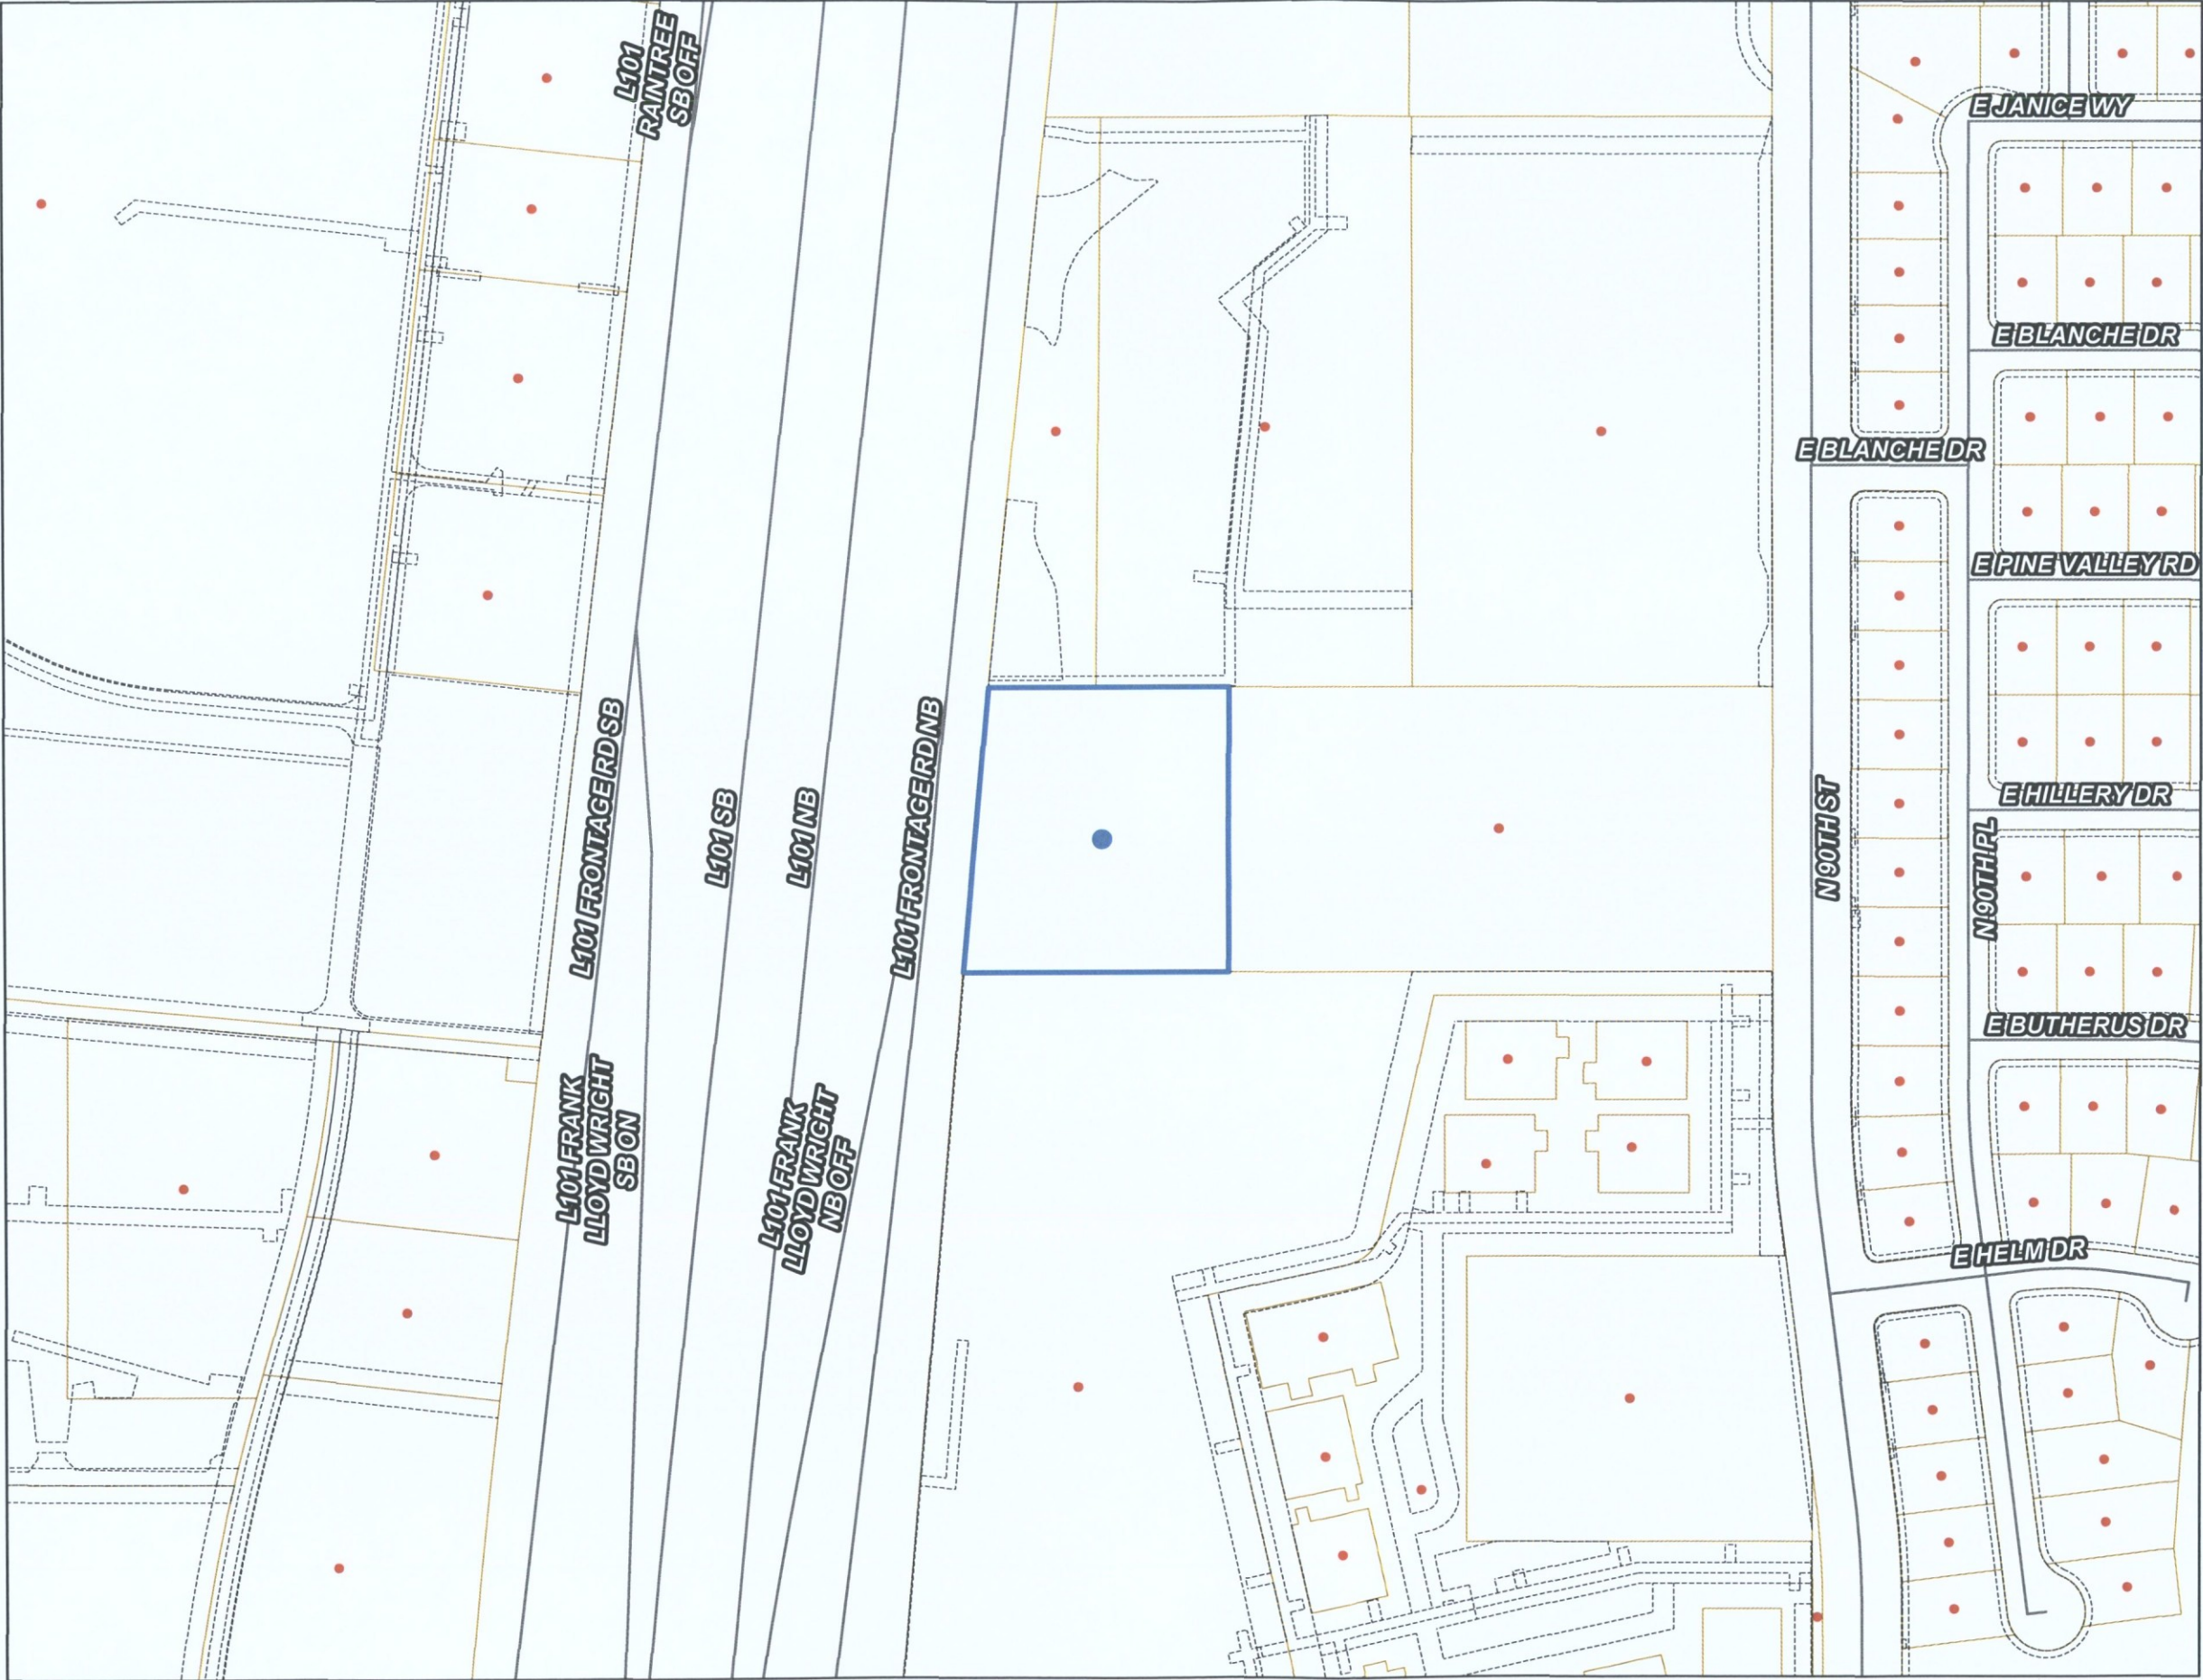 L101
RAINTREE
SB OFF
E JANICE WY
E BLANCHE DR
E BLANCHE DR
E PINE VALLEY RD
L101 FRONTAGE RD SB
L101 SB
L101 NB
L101 FRONTAGE RD NB
N 90TH ST
E HILLERY DR
N 90TH PL
E BUTHERUS DR
L101 FRANK
LLOYD WRIGHT
SB ON
L101 FRANK
LLOYD WRIGHT
NB OFF
E HELM DR